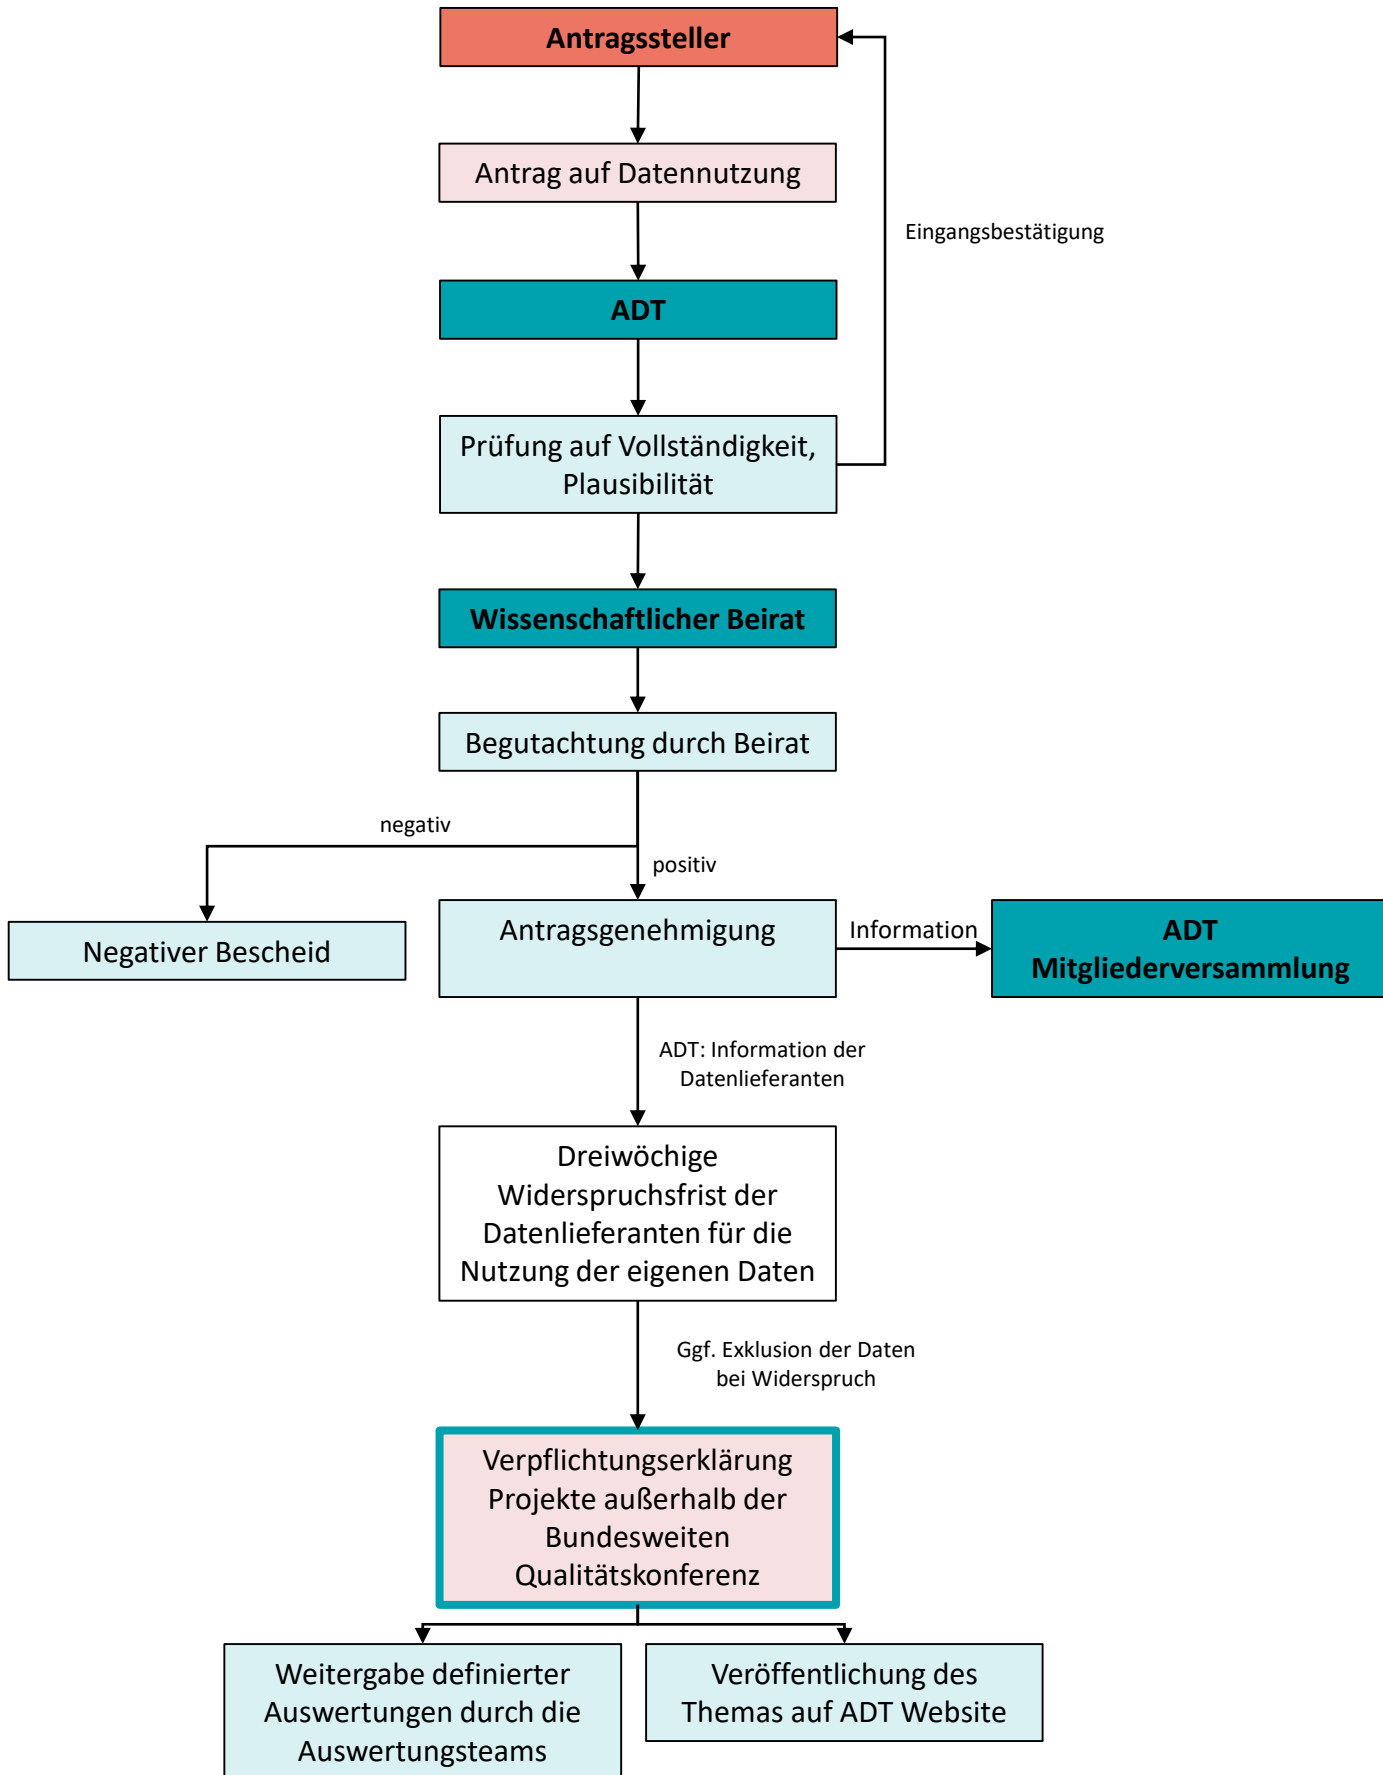 Antragssteller
Antrag auf Datennutzung
Eingangsbestätigung
ADT
Prüfung auf Vollständigkeit,
Plausibilität
Wissenschaftlicher Beirat
Begutachtung durch Beirat
negativ
positiv
Negativer Bescheid
Antragsgenehmigung
Information
ADT
Mitgliederversammlung
ADT: Information der
Datenlieferanten
Dreiwöchige
Widerspruchsfrist der
Datenlieferanten für die
Nutzung der eigenen Daten
Ggf. Exklusion der Daten
bei Widerspruch
Verpflichtungserklärung
Projekte außerhalb der
Bundesweiten
Qualitätskonferenz
Weitergabe definierter
Auswertungen durch die
Auswertungsteams
Veröffentlichung des
Themas auf ADT Website